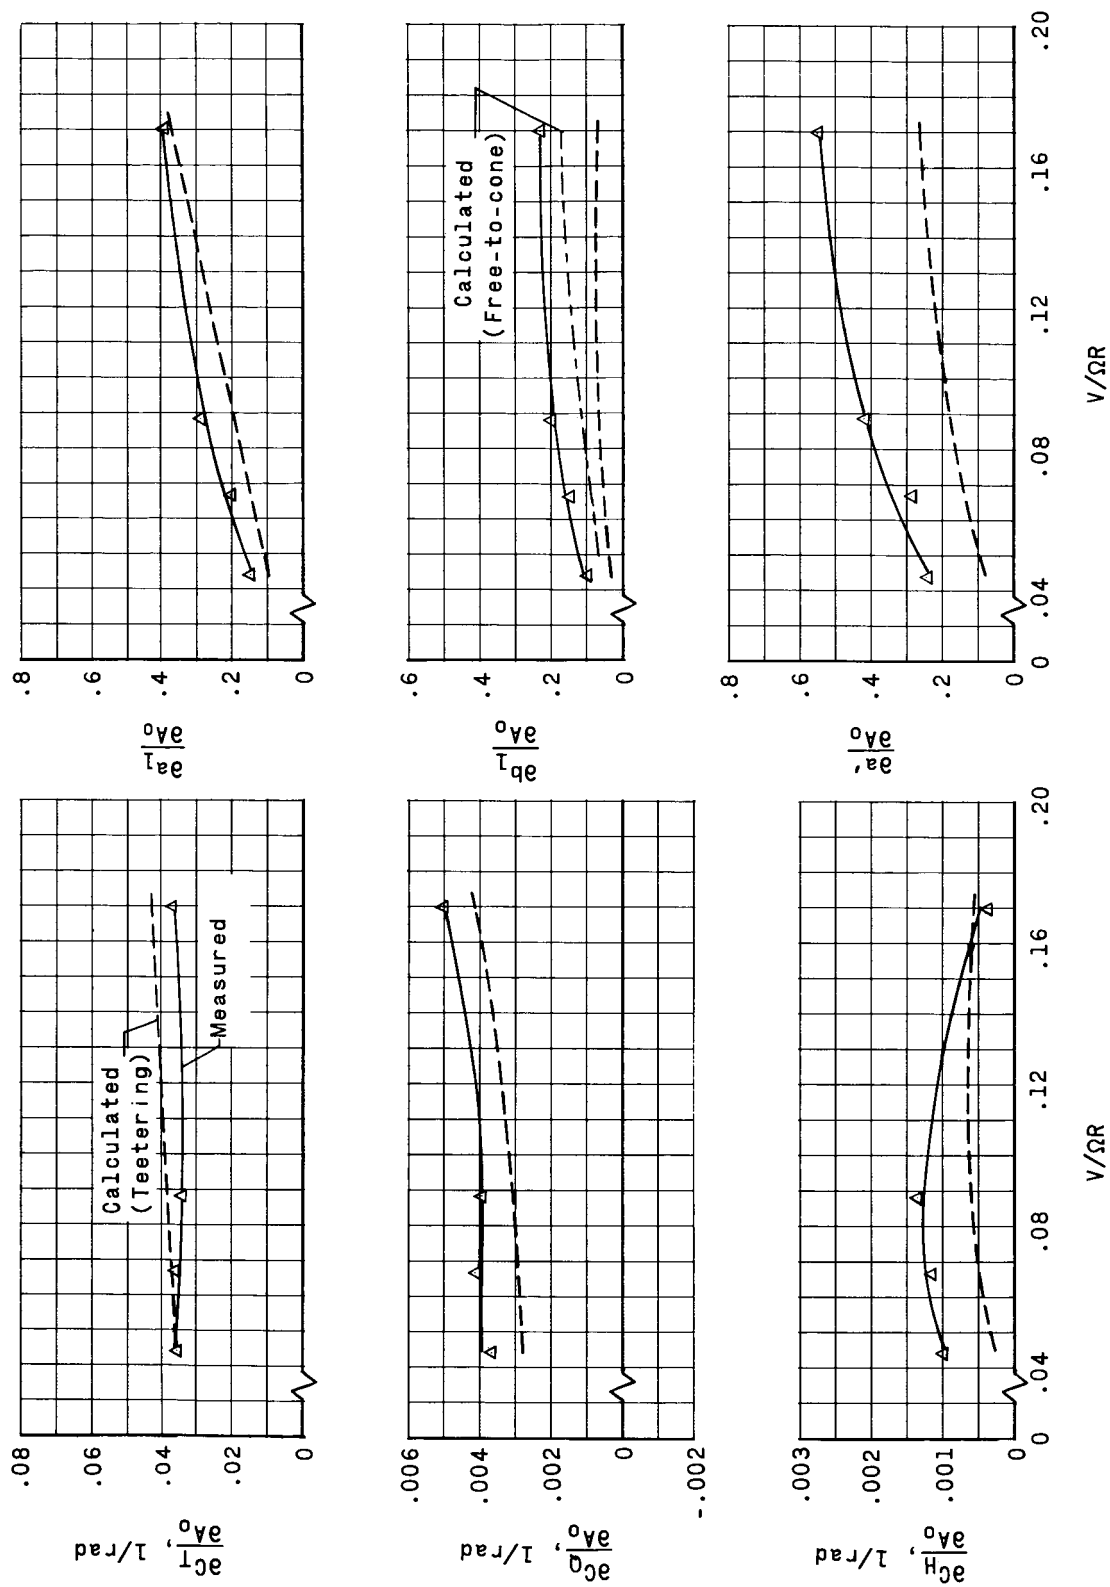 .08
.06
.04
.02
0
∂C_T
∂A_0
, 1/rad
Calculated
(Teetering)
Measured
.006
.004
.002
0
-.002
∂C_Q
∂A_0
, 1/rad
.003
.002
.001
0
∂C_H
∂A_0
, 1/rad
0 .04 .08 .12 .16 .20
V/ΩR
.8
.6
.4
.2
0
∂a_1
∂A_0
.6
.4
.2
0
∂b_1
∂A_0
Calculated
(Free-to-cone)
.8
.6
.4
.2
0
∂a'
∂A_0
0 .04 .08 .12 .16 .20
V/ΩR